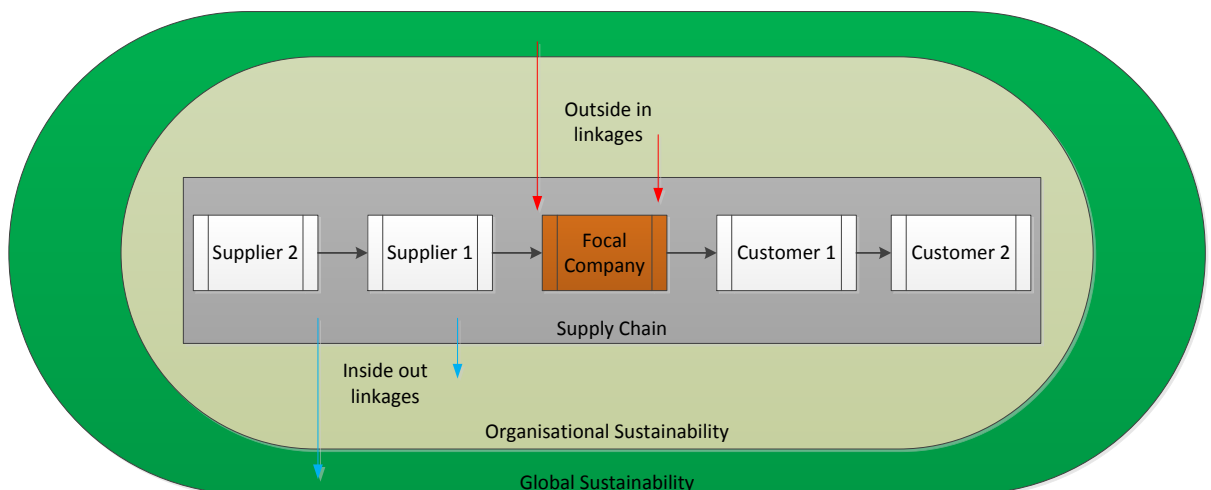 Outside in
linkages
Supplier 2
Supplier 1
Focal
Company
Customer 1
Customer 2
Supply Chain
Inside out
linkages
Organisational Sustainability
Global Sustainability